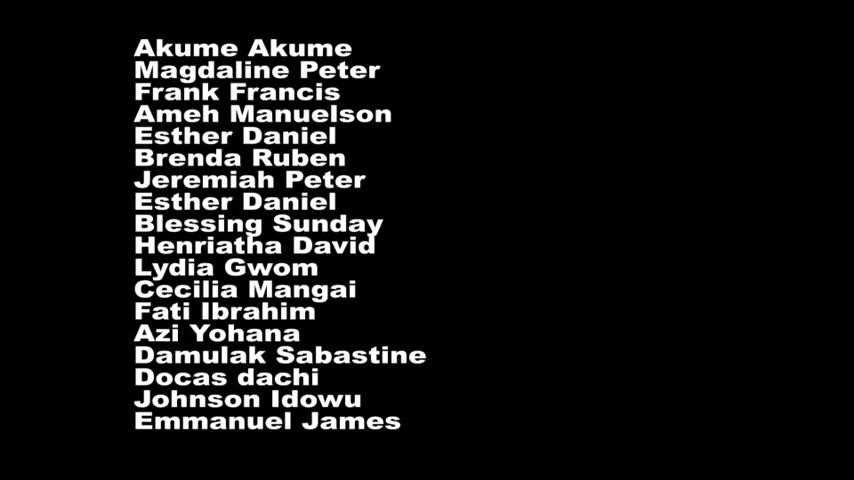 Akume Akume
Magdaline Peter
Frank Francis
Ameh Manuelson
Esther Daniel
Brenda Ruben
Jeremiah Peter
Esther Daniel
Blessing Sunday
Henriatha David
Lydia Gwom
Cecilia Mangai
Fati Ibrahim
Azi Yohana
Damulak Sabastine
Docas dachi
Johnson Idowu
Emmanuel James